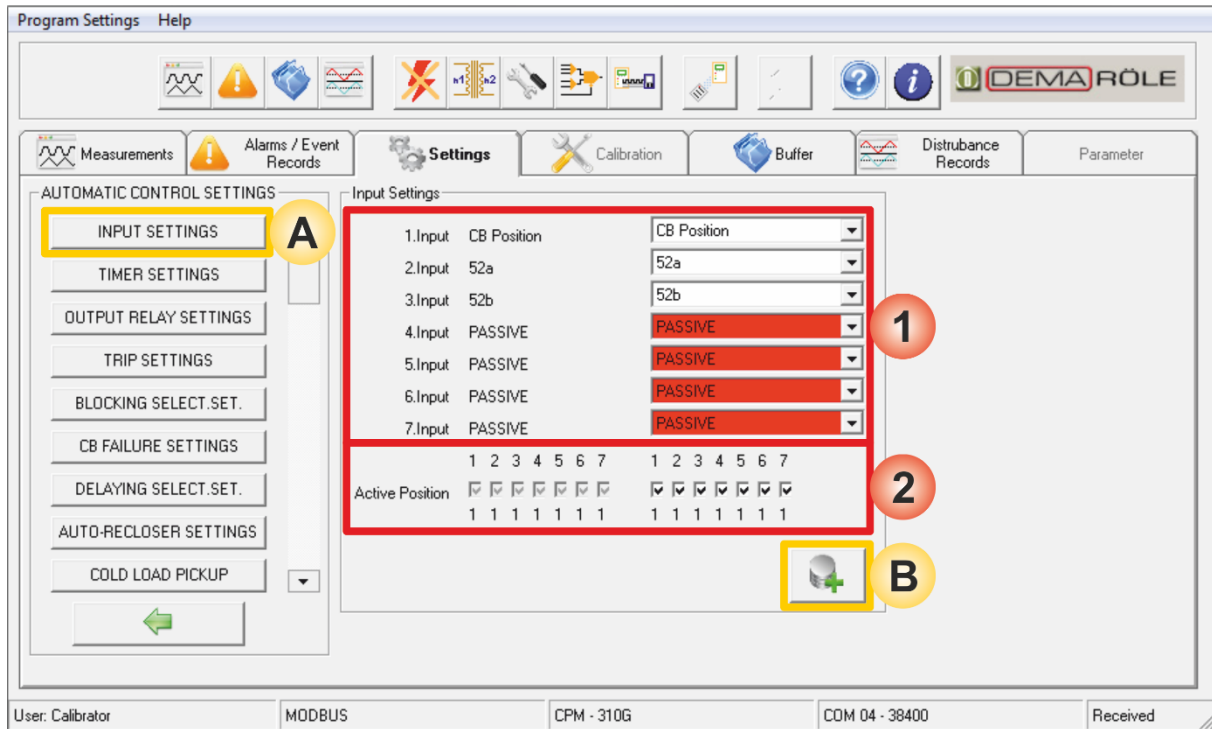 Program Settings Help
h1 h2
DEMA RÖLE
Measurements
Alarms / Event
Records
Settings
Calibration
Buffer
Distrubance
Records
Parameter
AUTOMATIC CONTROL SETTINGS
INPUT SETTINGS
A
TIMER SETTINGS
OUTPUT RELAY SETTINGS
TRIP SETTINGS
BLOCKING SELECT.SET.
CB FAILURE SETTINGS
DELAYING SELECT.SET.
AUTO-RECLOSER SETTINGS
COLD LOAD PICKUP
Input Settings
1.Input CB Position CB Position
2.Input 52a 52a
3.Input 52b 52b
4.Input PASSIVE PASSIVE
5.Input PASSIVE PASSIVE
6.Input PASSIVE PASSIVE
7.Input PASSIVE PASSIVE
1
1 2 3 4 5 6 7 1 2 3 4 5 6 7
Active Position
1 1 1 1 1 1 1 1 1 1 1 1 1 1
2
B
User: Calibrator MODBUS CPM - 310G COM 04 - 38400 Received